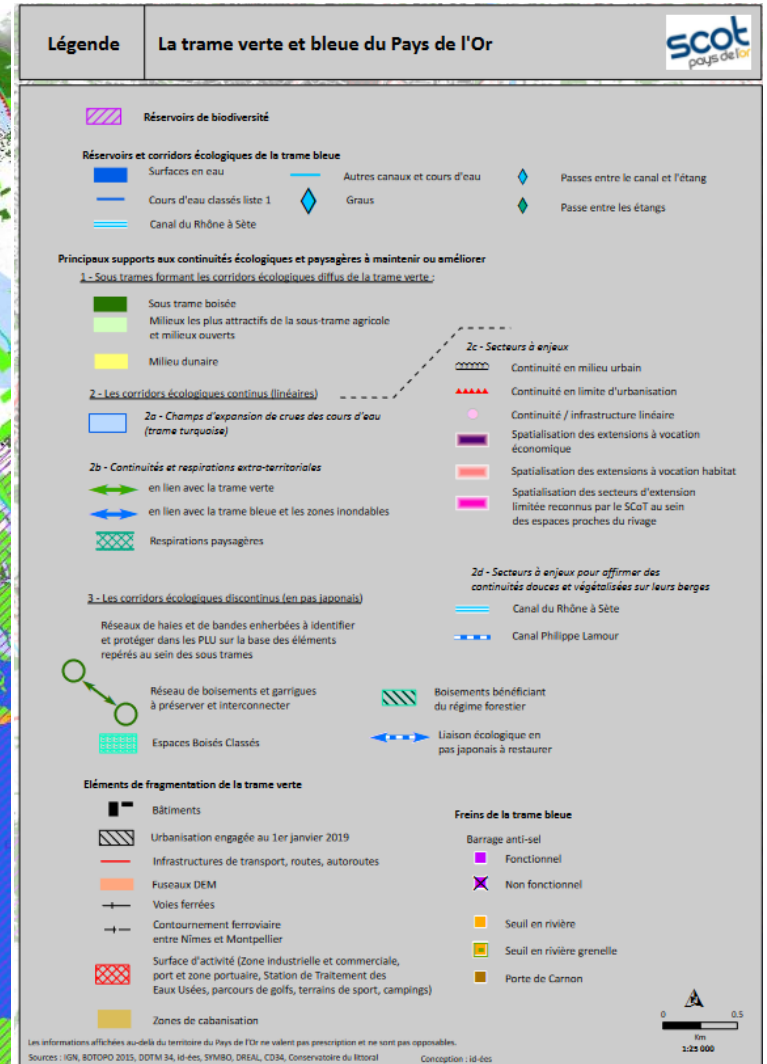 Légende
La trame verte et bleue du Pays de l'Or
scot
pays de l'or
Réservoirs de biodiversité
Réservoirs et corridors écologiques de la trame bleue
Surfaces en eau
Cours d'eau classés liste 1
Canal du Rhône à Sète
Autres canaux et cours d'eau
Graus
Passes entre le canal et l'étang
Passe entre les étangs
Principaux supports aux continuités écologiques et paysagères à maintenir ou améliorer
1 - Sous trames formant les corridors écologiques diffus de la trame verte :
Sous trame boisée
Milieux les plus attractifs de la sous-trame agricole
et milieux ouverts
Milieu dunaire
2 - Les corridors écologiques continus (linéaires)
2a - Champs d'expansion de crues des cours d'eau
(trame turquoise)
2b - Continuités et respirations extra-territoriales
en lien avec la trame verte
en lien avec la trame bleue et les zones inondables
Respirations paysagères
2c - Secteurs à enjeux
Continuité en milieu urbain
Continuité en limite d'urbanisation
Continuité / infrastructure linéaire
Spatialisation des extensions à vocation
économique
Spatialisation des extensions à vocation habitat
Spatialisation des secteurs d'extension
limitée reconnus par le SCoT au sein
des espaces proches du rivage
2d - Secteurs à enjeux pour affirmer des
continuités douces et végétalisées sur leurs berges
Canal du Rhône à Sète
Canal Philippe Lamour
3 - Les corridors écologiques discontinus (en pas japonais)
Réseaux de haies et de bandes enherbées à identifier
et protéger dans les PLU sur la base des éléments
repérés au sein des sous trames
Réseau de boisements et garrigues
à préserver et interconnecter
Espaces Boisés Classés
Boisements bénéficiant
du régime forestier
Liaison écologique en
pas japonais à restaurer
Eléments de fragmentation de la trame verte
Bâtiments
Urbanisation engagée au 1er janvier 2019
Infrastructures de transport, routes, autoroutes
Fuseaux DEM
Voies ferrées
Contournement ferroviaire
entre Nîmes et Montpellier
Surface d'activité (Zone industrielle et commerciale,
port et zone portuaire, Station de Traitement des
Eaux Usées, parcours de golfs, terrains de sport, campings)
Zones de cabanisation
Freins de la trame bleue
Barrage anti-sel
Fonctionnel
Non fonctionnel
Seuil en rivière
Seuil en rivière grenelle
Porte de Carnon
0 0.5
Km
1:25 000
Les informations affichées au-delà du territoire du Pays de l'Or ne valent pas prescription et ne sont pas opposables.
Sources : IGN, BDTOPO 2015, DDTM 34, id-ées, SYMBO, DREAL, CD34, Conservatoire du littoral
Conception : id-ées